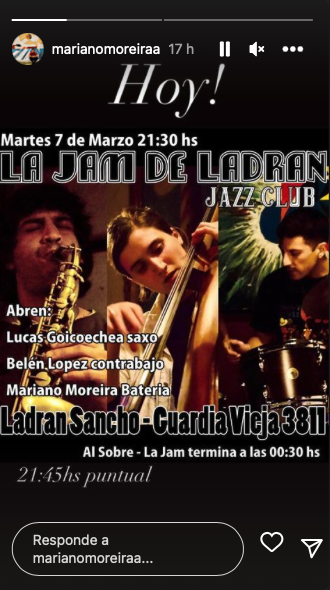 marianomoreiraa 17 h
Hoy!
Martes 7 de Marzo 21:30 hs
LA JAM DE LADRAN
JAZZ CLUB
Abren:
Lucas Goicoechea saxo
Belén Lopez contrabajo
Mariano Moreira Bateria
Ladran Sancho - Guardia Vieja 3811
Al Sobre - La Jam termina a las 00:30 hs
21:45hs puntual
Responde a
marianomoreiraa...